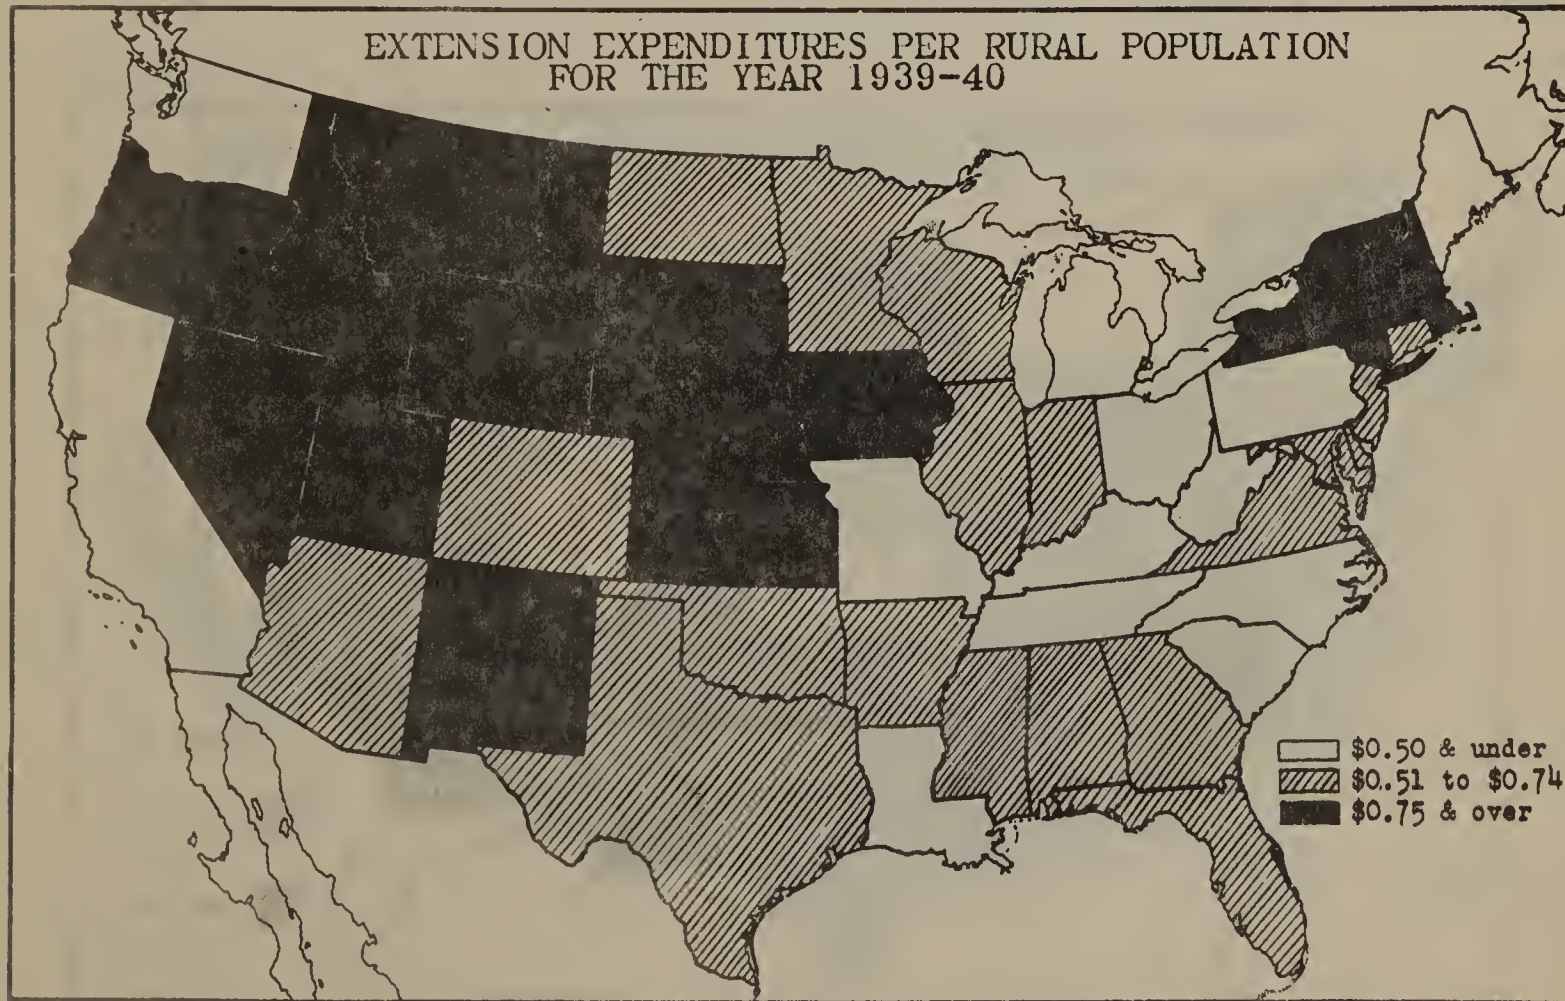 EXTENSION EXPENDITURES PER RURAL POPULATION
FOR THE YEAR 1939-40
$0.50 & under
$0.51 to $0.74
$0.75 & over